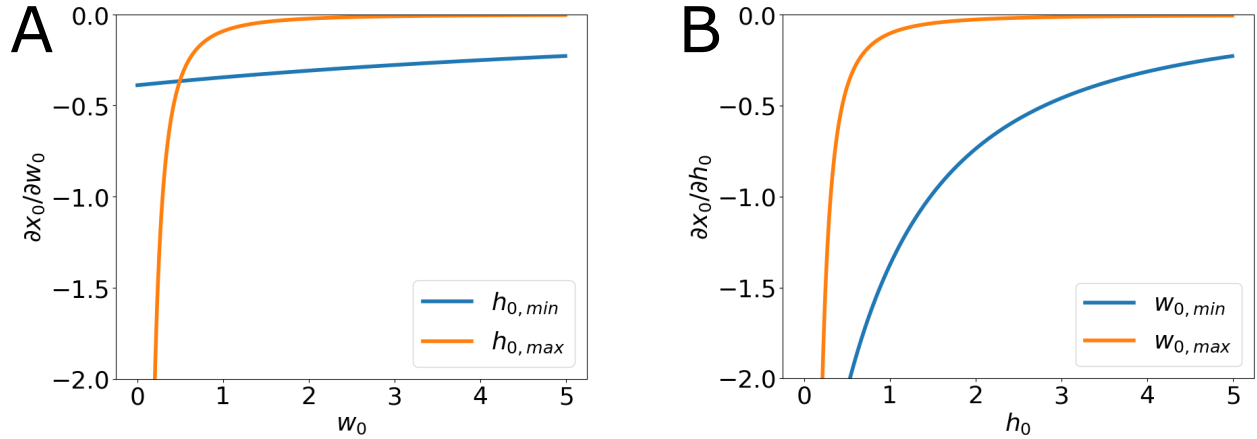 A
0.0
−0.5
−1.0
−1.5
−2.0
∂x₀/∂w₀
0 1 2 3 4 5
w₀
h₀,min
h₀,max
B
0.0
−0.5
−1.0
−1.5
−2.0
∂x₀/∂h₀
0 1 2 3 4 5
h₀
w₀,min
w₀,max